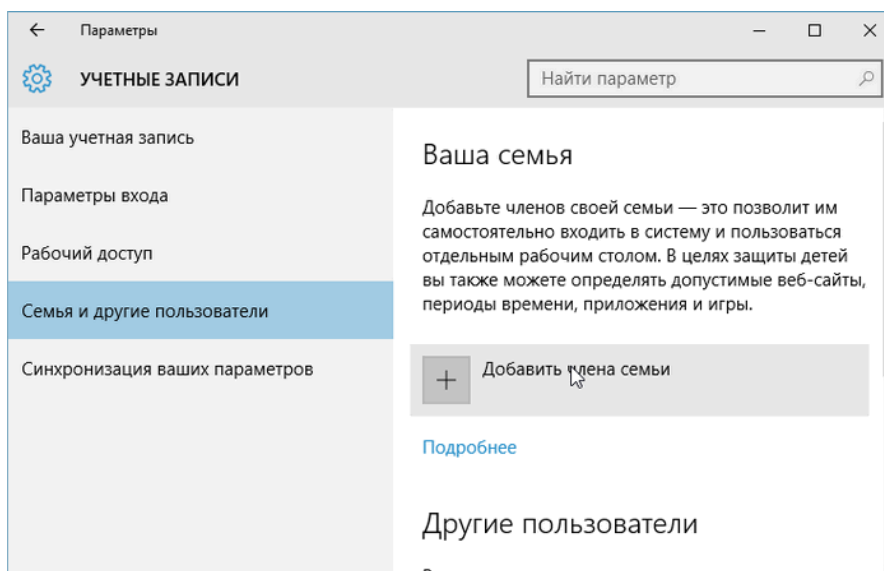 Параметры
УЧЕТНЫЕ ЗАПИСИ
Найти параметр
Ваша учетная запись
Параметры входа
Рабочий доступ
Семья и другие пользователи
Синхронизация ваших параметров
Ваша семья
Добавьте членов своей семьи — это позволит им
самостоятельно входить в систему и пользоваться
отдельным рабочим столом. В целях защиты детей
вы также можете определять допустимые веб-сайты,
периоды времени, приложения и игры.
Добавить члена семьи
Подробнее
Другие пользователи